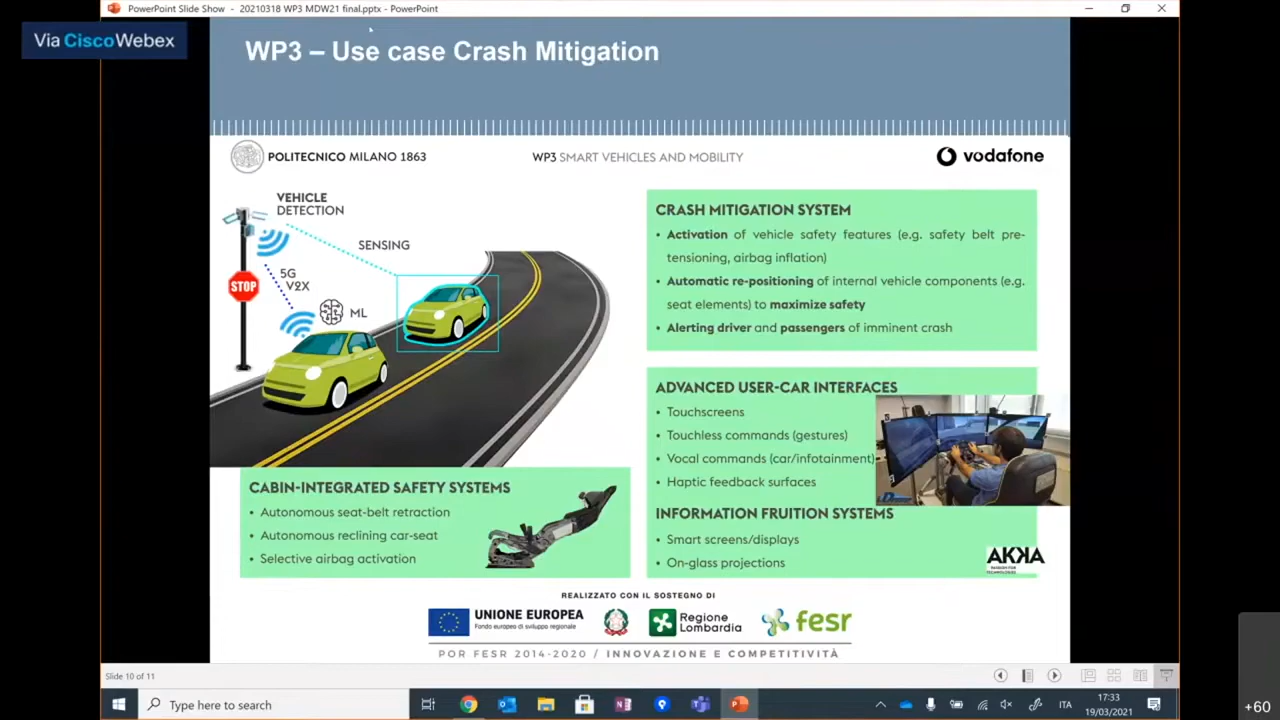 PowerPoint Slide Show - 20210318 WP3 MDW21 final.pptx - PowerPoint
Via CiscoWebex
WP3 – Use case Crash Mitigation
POLITECNICO MILANO 1863
WP3 SMART VEHICLES AND MOBILITY
vodafone
VEHICLE
DETECTION
SENSING
5G
V2X
STOP
ML
CRASH MITIGATION SYSTEM
• Activation of vehicle safety features (e.g. safety belt pre-
tensioning, airbag inflation)
• Automatic re-positioning of internal vehicle components (e.g.
seat elements) to maximize safety
• Alerting driver and passengers of imminent crash
ADVANCED USER-CAR INTERFACES
• Touchscreens
• Touchless commands (gestures)
• Vocal commands (car/infotainment)
• Haptic feedback surfaces
INFORMATION FRUITION SYSTEMS
• Smart screens/displays
• On-glass projections
AKKA
CABIN-INTEGRATED SAFETY SYSTEMS
• Autonomous seat-belt retraction
• Autonomous reclining car-seat
• Selective airbag activation
REALIZZATO CON IL SOSTEGNO DI
UNIONE EUROPEA
Fondo europeo di sviluppo regionale
Regione
Lombardia
fesr
POR FESR 2014-2020 / INNOVAZIONE E COMPETITIVITÀ
Slide 10 of 11
Type here to search
ITA
17:33
19/03/2021
+60